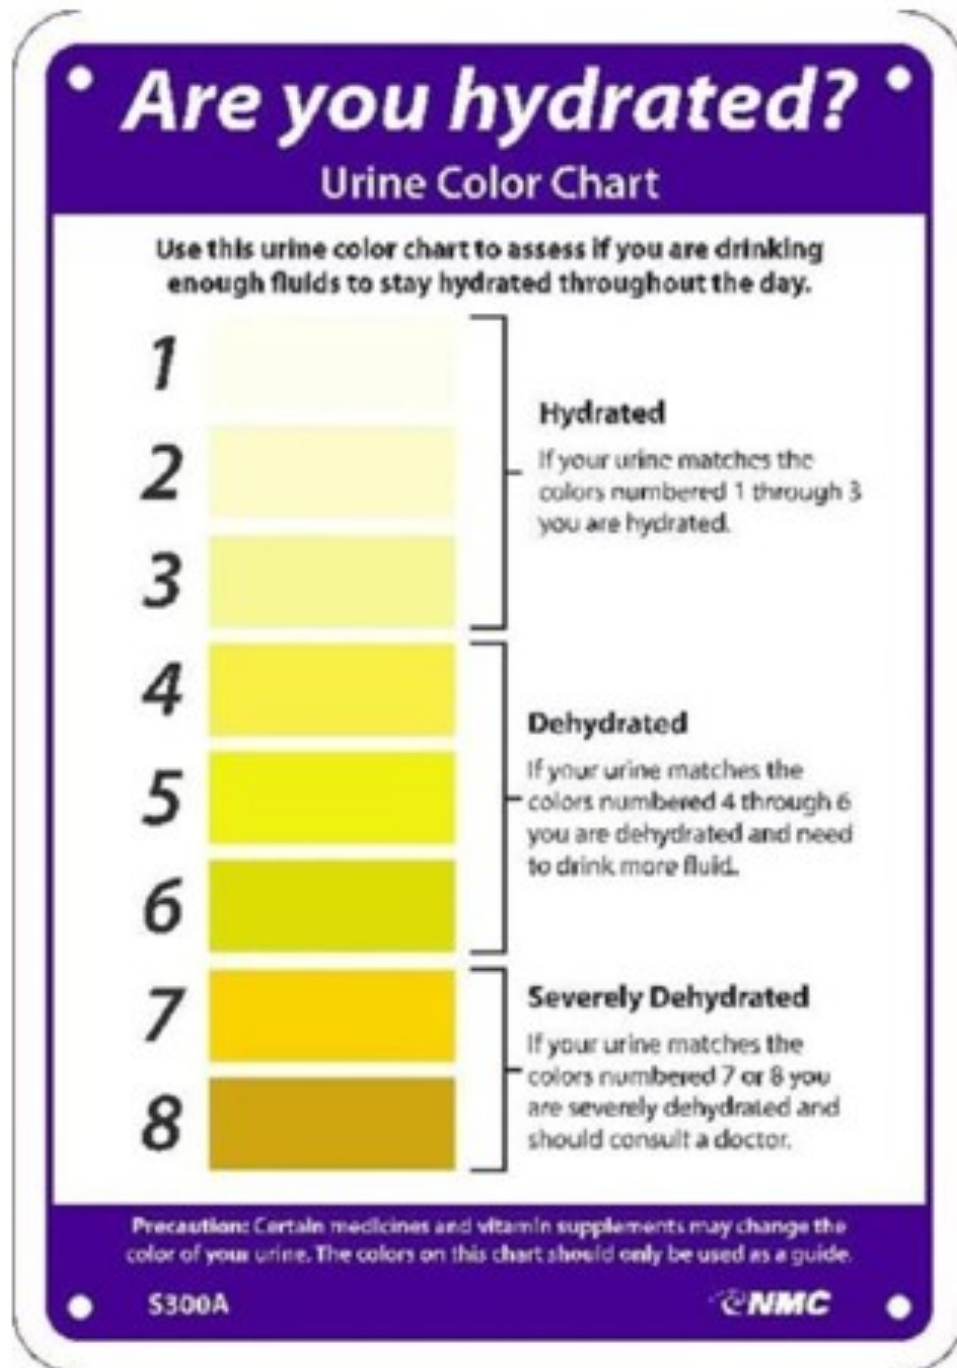 Are you hydrated?
Urine Color Chart
Use this urine color chart to assess if you are drinking
enough fluids to stay hydrated throughout the day.
1
2
3
Hydrated
If your urine matches the
colors numbered 1 through 3
you are hydrated.
4
5
6
Dehydrated
If your urine matches the
colors numbered 4 through 6
you are dehydrated and need
to drink more fluid.
7
8
Severely Dehydrated
If your urine matches the
colors numbered 7 or 8 you
are severely dehydrated and
should consult a doctor.
Precaution: Certain medicines and vitamin supplements may change the
color of your urine. The colors on this chart should only be used as a guide.
S300A
NMC